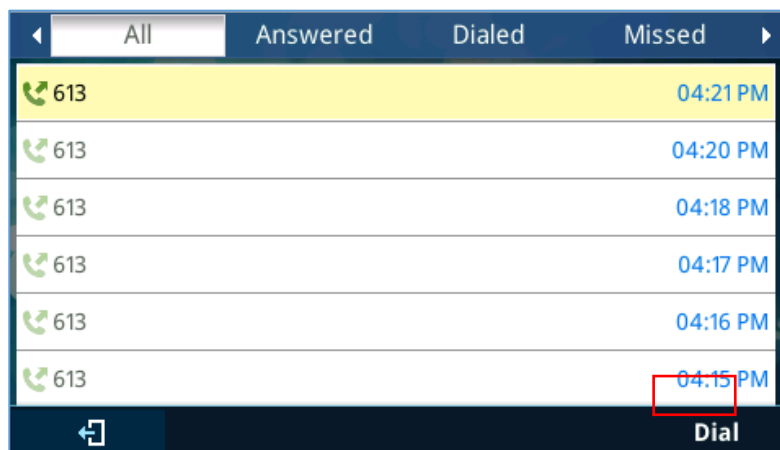 All Answered Dialed Missed
613 04:21 PM
613 04:20 PM
613 04:18 PM
613 04:17 PM
613 04:16 PM
613 04:15 PM
Dial